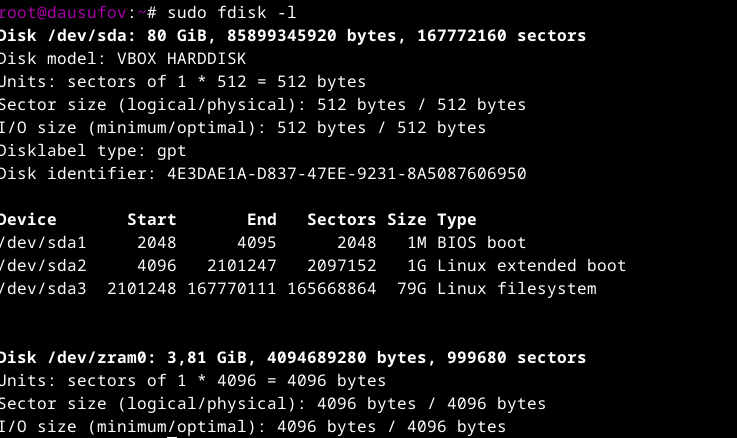 root@dausufov:~# sudo fdisk -l
Disk /dev/sda: 80 GiB, 85899345920 bytes, 167772160 sectors
Disk model: VBOX HARDDISK
Units: sectors of 1 * 512 = 512 bytes
Sector size (logical/physical): 512 bytes / 512 bytes
I/O size (minimum/optimal): 512 bytes / 512 bytes
Disklabel type: gpt
Disk identifier: 4E3DAE1A-D837-47EE-9231-8A5087606950
Device Start End Sectors Size Type
/dev/sda1 2048 4095 2048 1M BIOS boot
/dev/sda2 4096 2101247 2097152 1G Linux extended boot
/dev/sda3 2101248 167770111 165668864 79G Linux filesystem
Disk /dev/zram0: 3,81 GiB, 4094689280 bytes, 999680 sectors
Units: sectors of 1 * 4096 = 4096 bytes
Sector size (logical/physical): 4096 bytes / 4096 bytes
I/O size (minimum/optimal): 4096 bytes / 4096 bytes